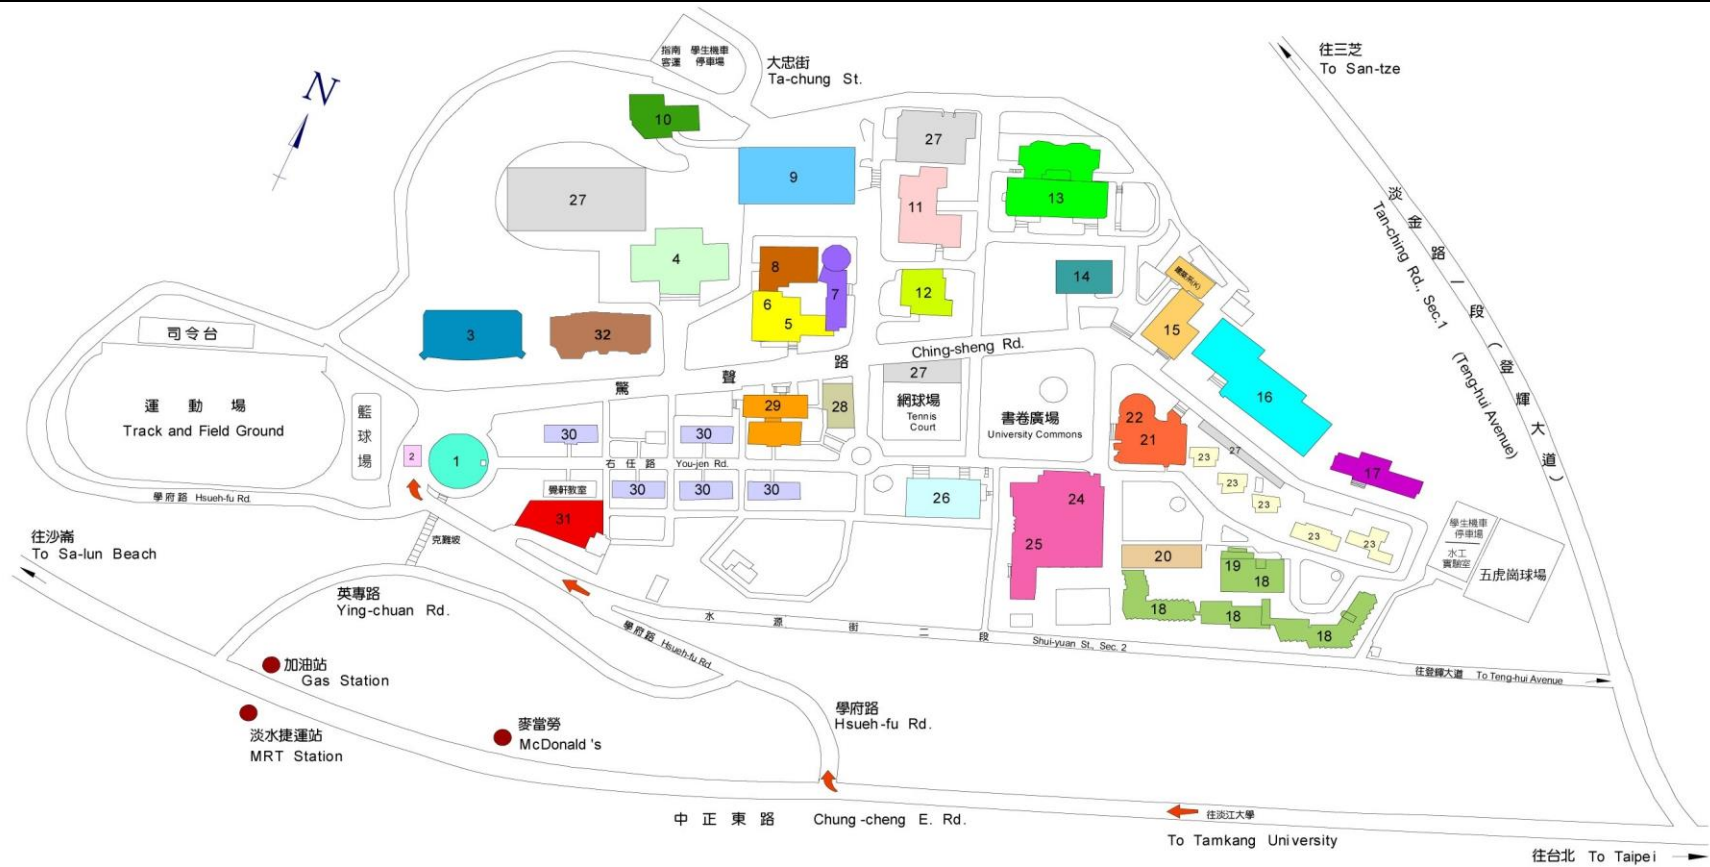 指南 學生機車
客運 停車場
大忠街
Ta-chung St.
往三芝
To San-tze
N
10
27
9
27
11
13
淡金路一段(登輝大道)
Tan-ching Rd., Sec.1 (Teng-hui Avenue)
4
8
7
6
5
12
14
建築系(K)
15
16
3
32
司令台
運動場
Track and Field Ground
籃球場
驚聲路
Ching-sheng Rd.
27
網球場
Tennis
Court
書卷廣場
University Commons
29
28
30
30
22
21
27
23
23
23
23
23
17
2
1
右任路 You-jen Rd.
覺軒教室
30
30
30
31
26
24
25
20
19
18
18
18
18
學府路 Hsueh-fu Rd.
克難坡
學生機車
停車場
水工
實驗室
五虎崗球場
往沙崙
To Sa-lun Beach
英專路
Ying-chuan Rd.
學府路 Hsueh-fu Rd.
水源街二段
Shui-yuan St., Sec. 2
往登輝大道 To Teng-hui Avenue
加油站
Gas Station
淡水捷運站
MRT Station
麥當勞
McDonald's
學府路
Hsueh-fu Rd.
中正東路 Chung-cheng E. Rd.
往淡江大學
To Tamkang University
往台北 To Taipei